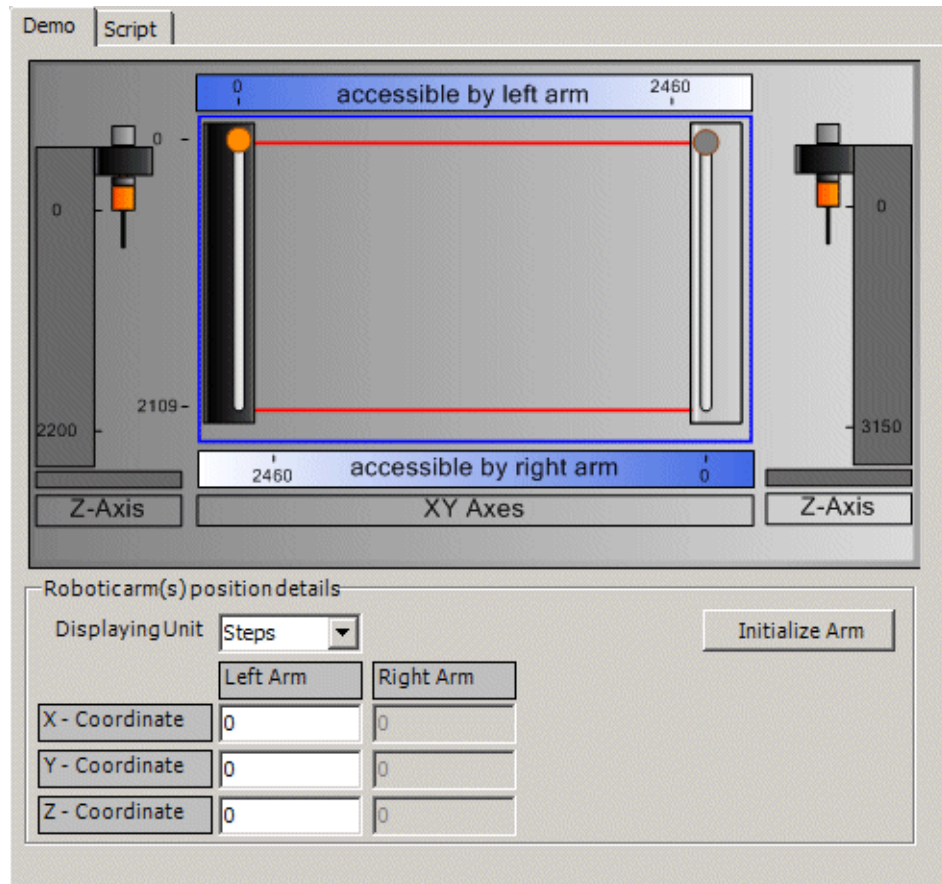 Demo Script
0 accessible by left arm 2460
0
0 0
2109
2200 3150
2460 accessible by right arm 0
Z-Axis XY Axes Z-Axis
Roboticarm(s) position details
Displaying Unit Steps Initialize Arm
Left Arm Right Arm
X - Coordinate 0 0
Y - Coordinate 0 0
Z - Coordinate 0 0